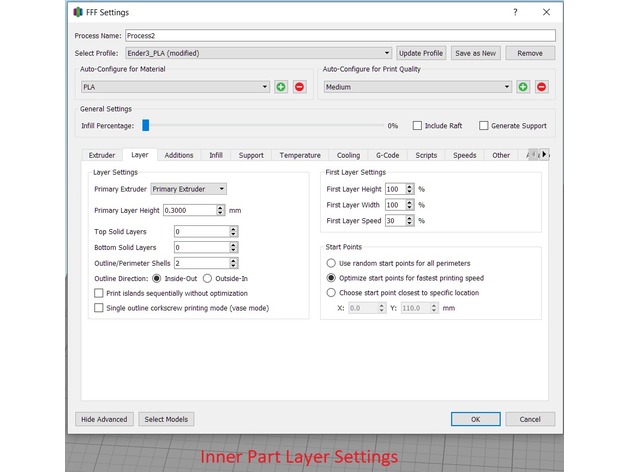 FFF Settings
Process Name: Process2
Select Profile: Ender3_PLA (modified) Update Profile Save as New Remove
Auto-Configure for Material
PLA
Auto-Configure for Print Quality
Medium
General Settings
Infill Percentage: 0% Include Raft Generate Support
Extruder Layer Additions Infill Support Temperature Cooling G-Code Scripts Speeds Other
Layer Settings
Primary Extruder Primary Extruder
Primary Layer Height 0.3000 mm
Top Solid Layers 0
Bottom Solid Layers 0
Outline/Perimeter Shells 2
Outline Direction: Inside-Out Outside-In
Print islands sequentially without optimization
Single outline corkscrew printing mode (vase mode)
First Layer Settings
First Layer Height 100 %
First Layer Width 100 %
First Layer Speed 30 %
Start Points
Use random start points for all perimeters
Optimize start points for fastest printing speed
Choose start point closest to specific location
X: 0.0 Y: 110.0 mm
Hide Advanced Select Models OK Cancel
Inner Part Layer Settings